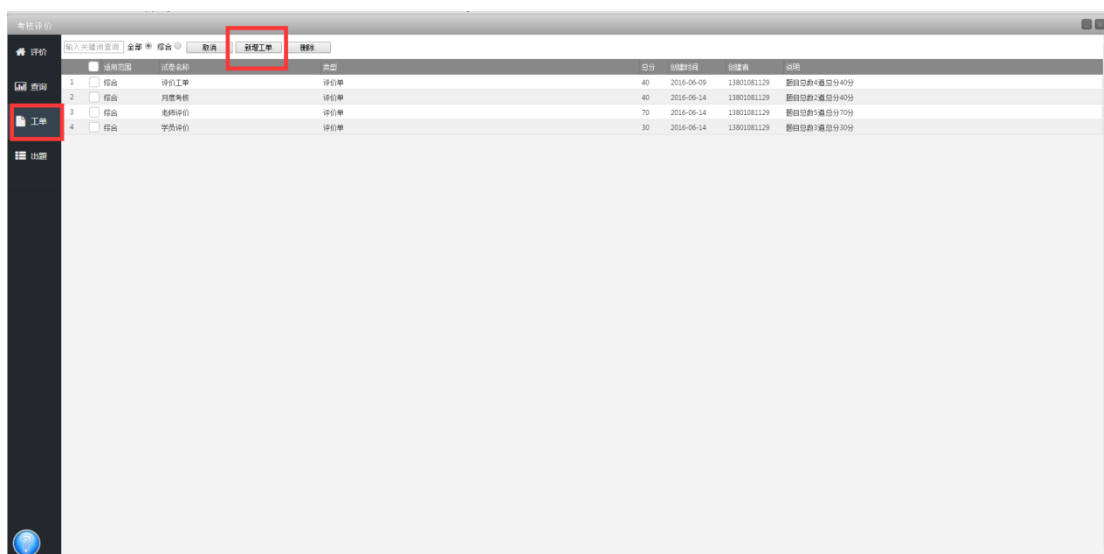 考核评价
评价
查询
工单
出题
输入关键词查询 全部 综合 取消 新增工单 删除
适用范围 试卷名称 类型 总分 创建时间 创建者 说明
1 综合 评价工单 评价单 40 2016-06-09 13801081129 题目总数4道总分40分
2 综合 月度考核 评价单 40 2016-06-14 13801081129 题目总数2道总分40分
3 综合 老师评价 评价单 70 2016-06-14 13801081129 题目总数5道总分70分
4 综合 学员评价 评价单 30 2016-06-14 13801081129 题目总数3道总分30分